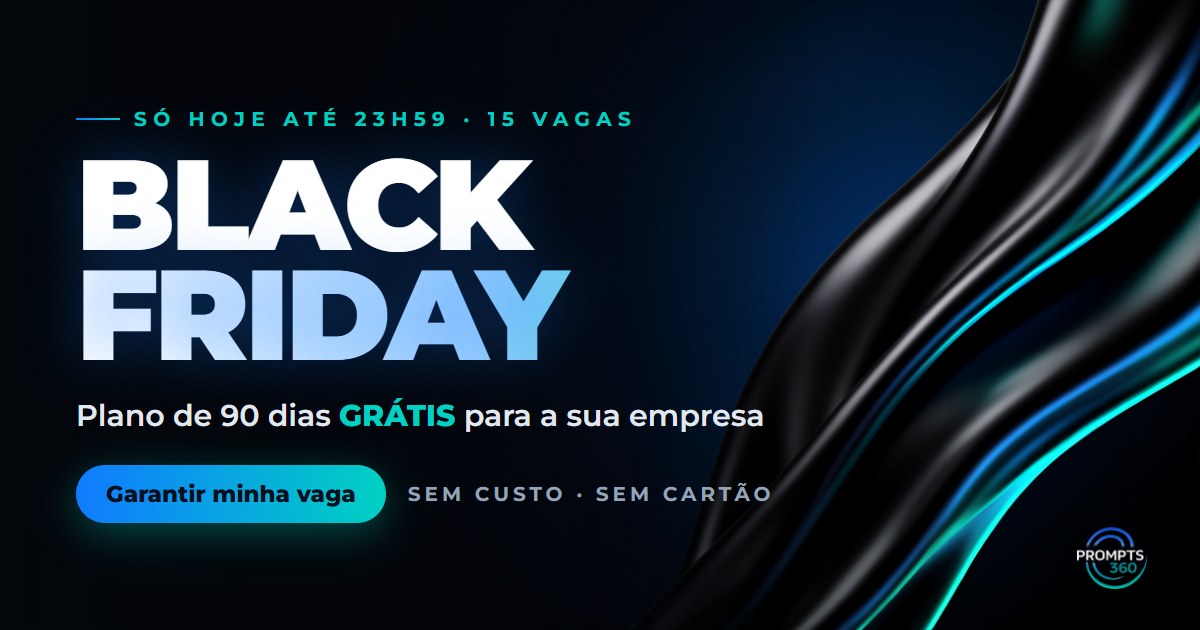 SÓ HOJE ATÉ 23H59 · 15 VAGAS
BLACK
FRIDAY
Plano de 90 dias GRÁTIS para a sua empresa
Garantir minha vaga
SEM CUSTO · SEM CARTÃO
PROMPTS
360